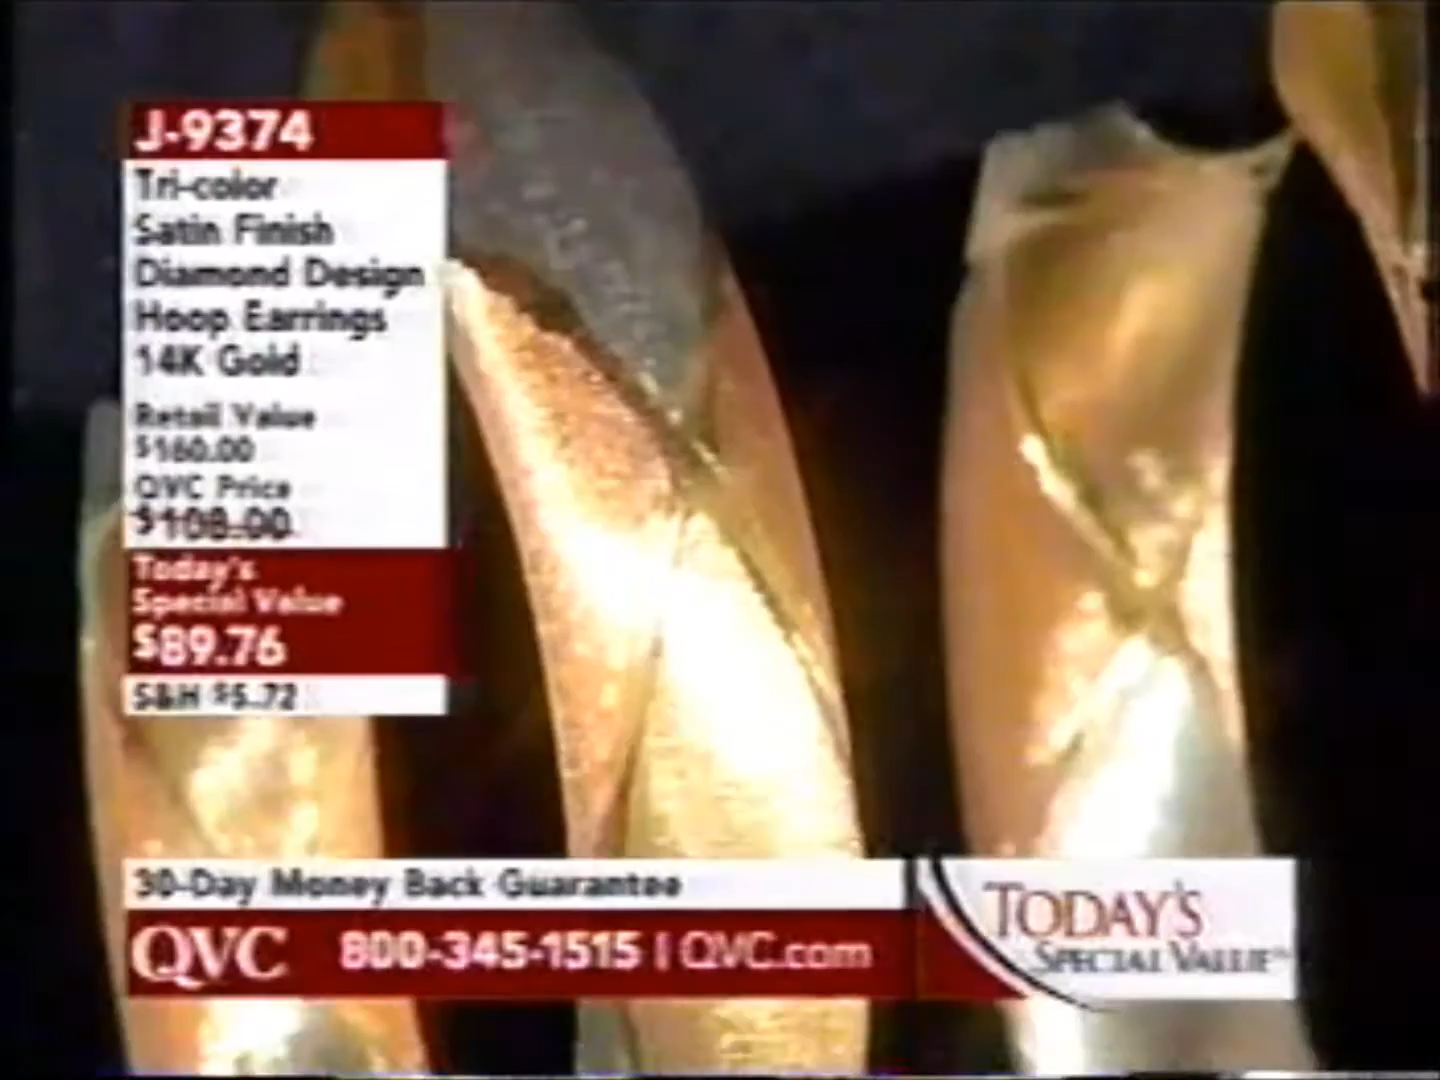 J-9374
Tri-color
Satin Finish
Diamond Design
Hoop Earrings
14K Gold
Retail Value
$160.00
QVC Price
$108.00
Today's
Special Value
$89.76
S&H $5.72
30-Day Money Back Guarantee
QVC 800-345-1515 | QVC.com
TODAY'S
SPECIAL VALUE